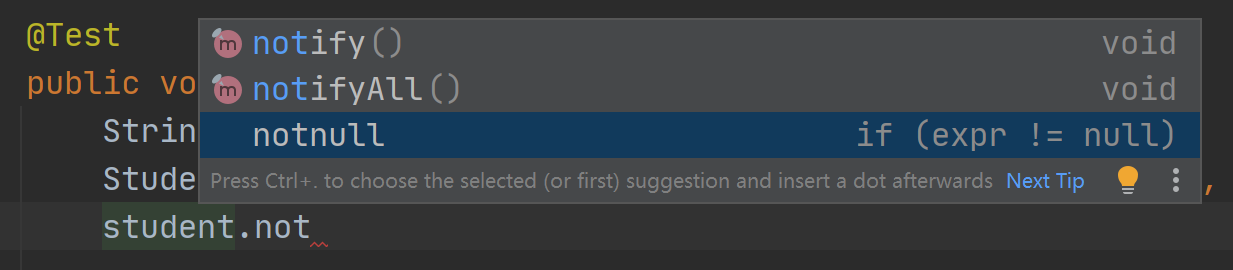 @Test
notify() void
public vo
notifyAll() void
Strin
notnull if (expr != null)
Stude
Press Ctrl+. to choose the selected (or first) suggestion and insert a dot afterwards Next Tip
,
student.not